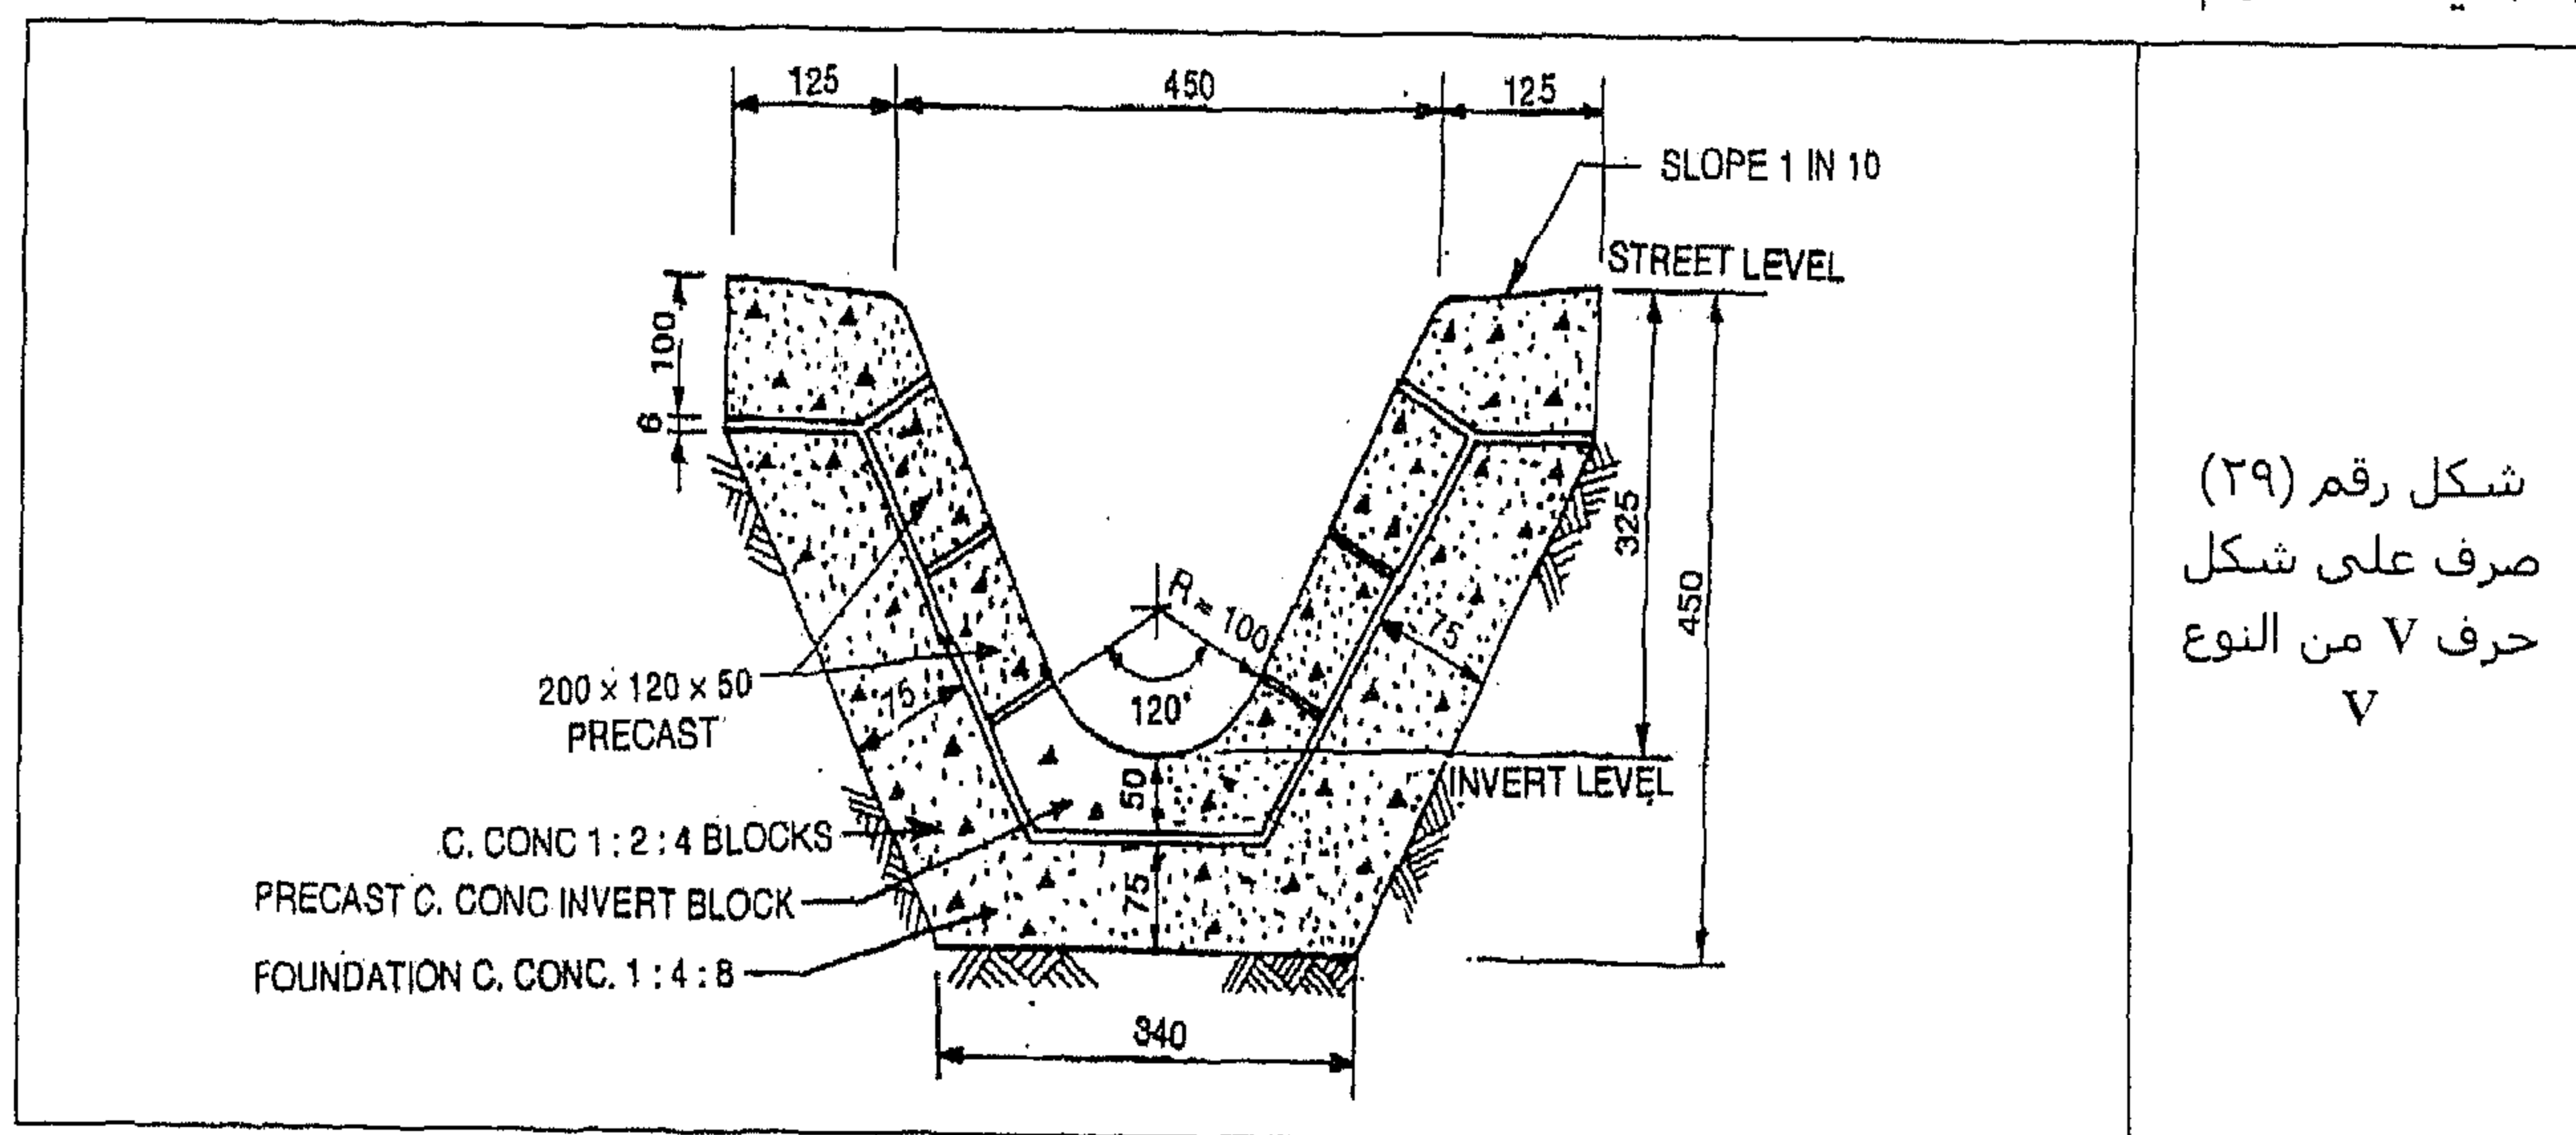 125
450
125
SLOPE 1 IN 10
STREET LEVEL
100
6
325
450
R = 100
120°
75
75
200 × 120 × 50
PRECAST
50
INVERT LEVEL
C. CONC 1 : 2 : 4 BLOCKS
PRECAST C. CONC INVERT BLOCK
75
FOUNDATION C. CONC. 1 : 4 : 8
340
شكل رقم (٢٩)
صرف على شكل
حرف V من النوع
V